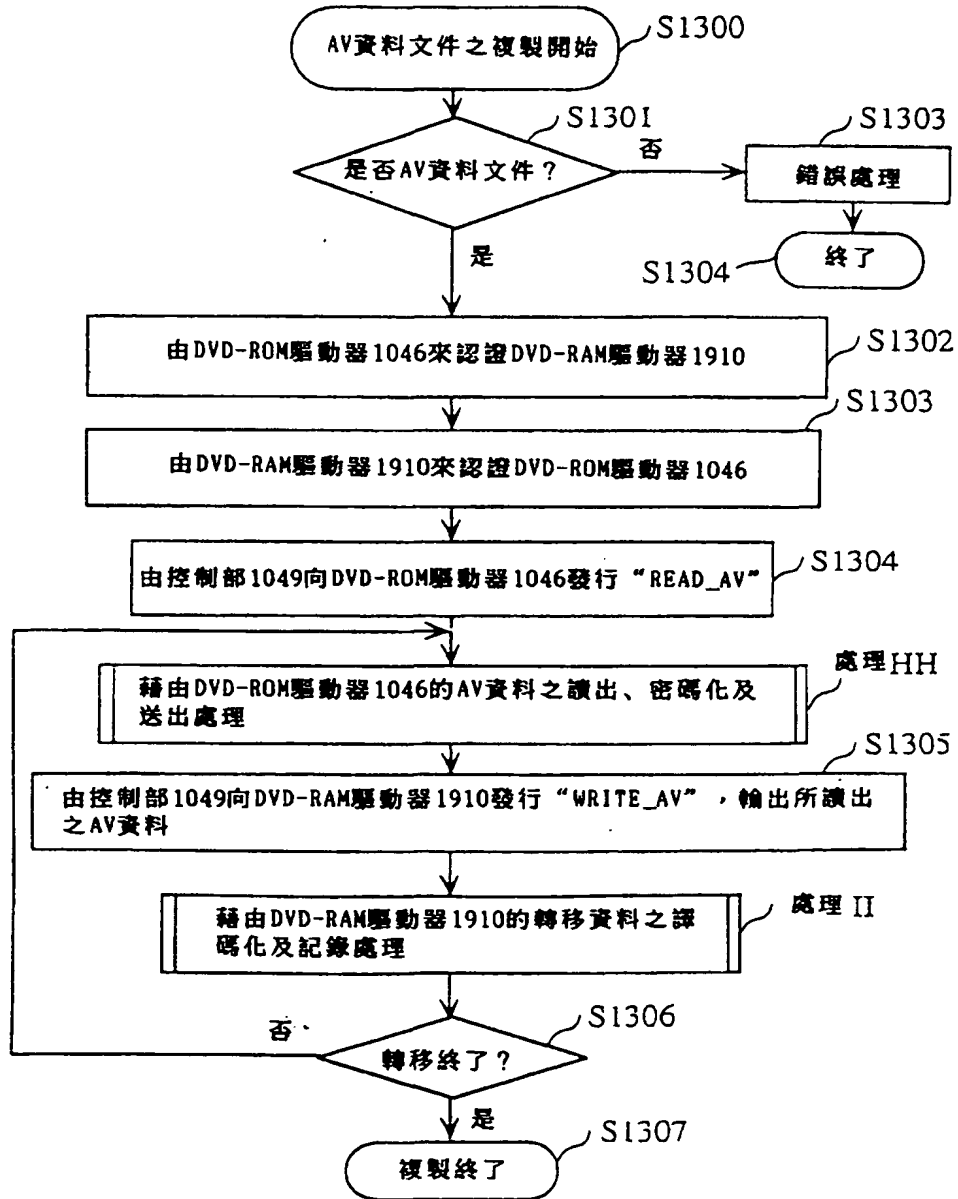 AV資料文件之複製開始
S1300
S1301
是否AV資料文件？
否
S1303
錯誤處理
是
S1304
終了
由DVD-ROM驅動器1046來認證DVD-RAM驅動器1910
S1302
S1303
由DVD-RAM驅動器1910來認證DVD-ROM驅動器1046
由控制部1049向DVD-ROM驅動器1046發行“READ_AV”
S1304
處理HH
藉由DVD-ROM驅動器1046的AV資料之讀出、密碼化及
送出處理
S1305
由控制部1049向DVD-RAM驅動器1910發行“WRITE_AV”，輸出所讀出
之AV資料
處理II
藉由DVD-RAM驅動器1910的轉移資料之譯
碼化及記錄處理
否
S1306
轉移終了？
是
S1307
複製終了